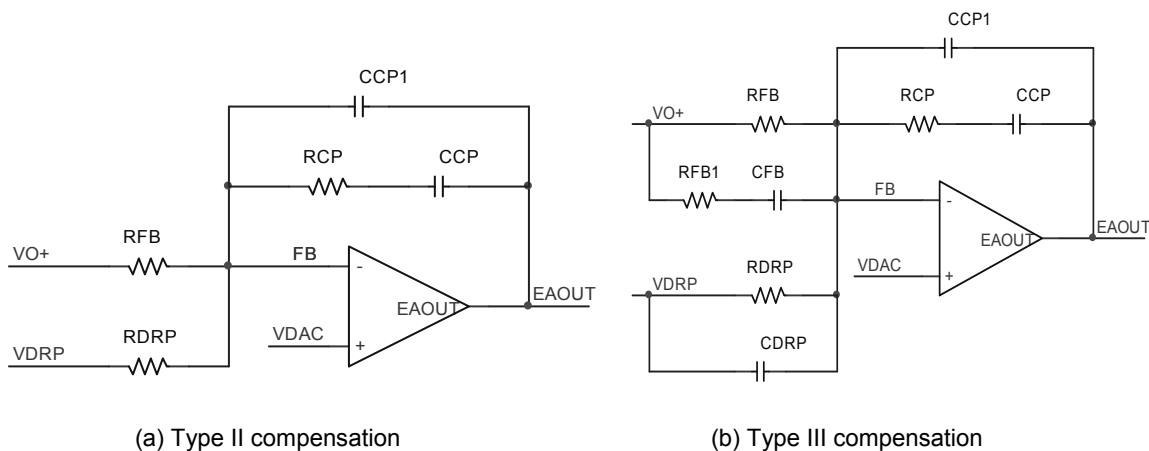 CCP1
RCP
CCP
RFB
VO+
FB
-
EAOUT
EAOUT
VDAC
+
RDRP
VDRP
(a) Type II compensation
CCP1
RFB
RCP
CCP
VO+
RFB1
CFB
FB
-
EAOUT
EAOUT
VDAC
+
RDRP
VDRP
CDRP
(b) Type III compensation